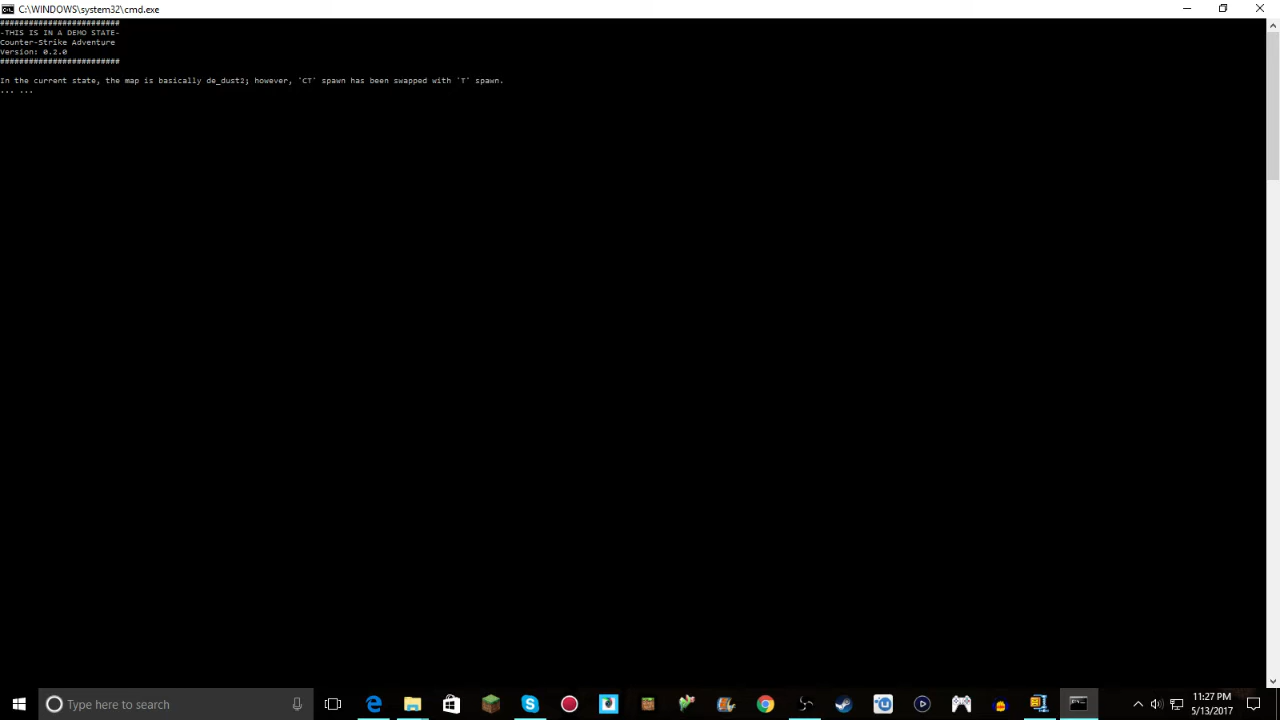 C:\WINDOWS\system32\cmd.exe
#########################
-THIS IS IN A DEMO STATE-
Counter-Strike Adventure
Version: 0.2.0
#########################
In the current state, the map is basically de_dust2; however, `CT` spawn has been swapped with `T` spawn.
... ...
Type here to search
11:27 PM
5/13/2017